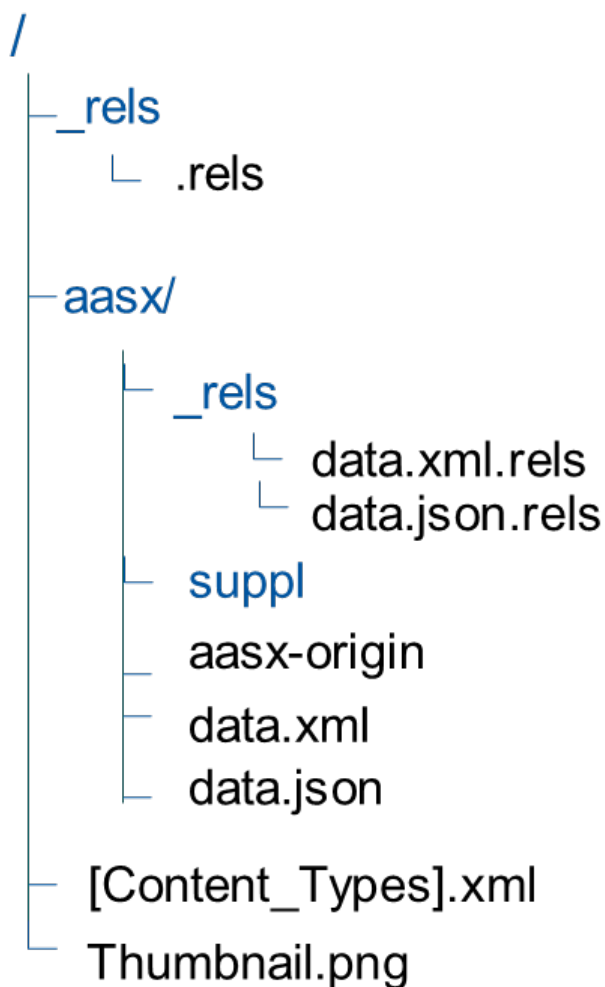 /
_rels
.rels
aasx/
_rels
data.xml.rels
data.json.rels
suppl
aasx-origin
data.xml
data.json
[Content_Types].xml
Thumbnail.png